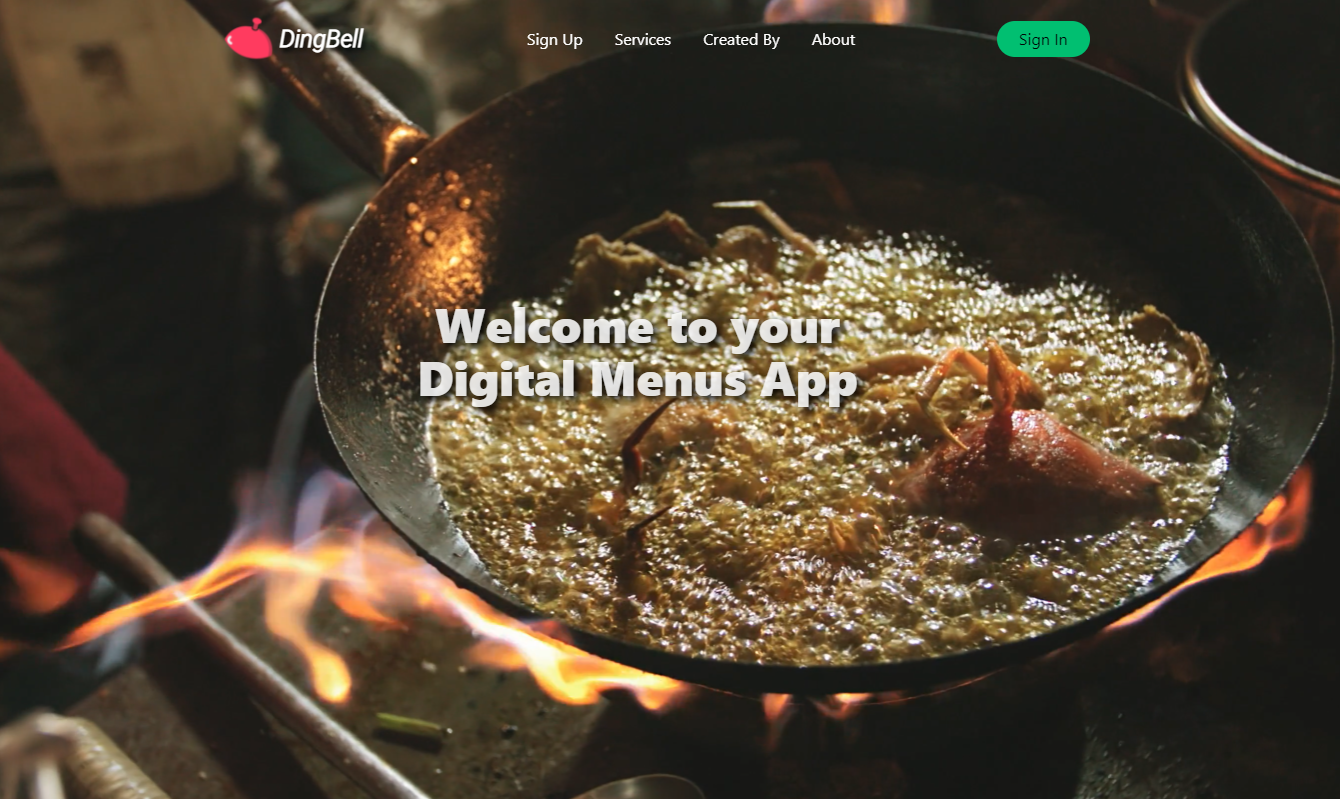 DingBell
Sign Up
Services
Created By
About
Sign In
Welcome to your
Digital Menus App